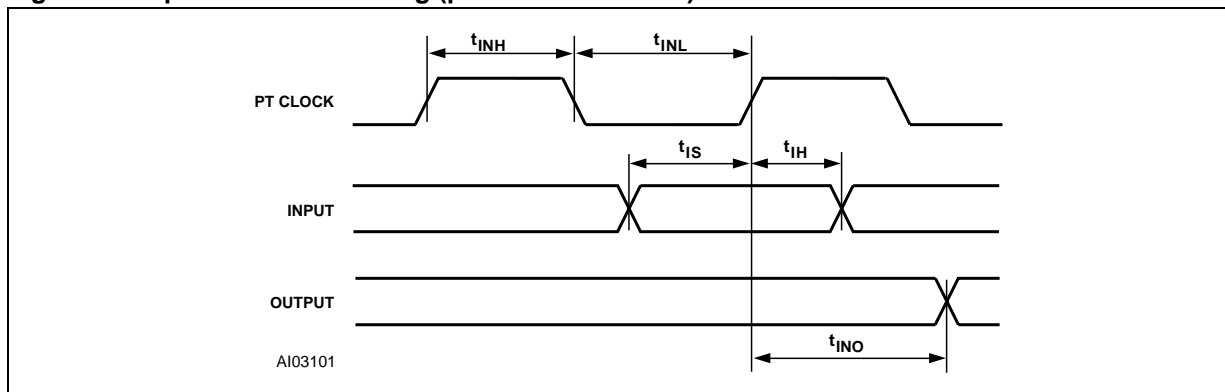 tINH
tINL
PT CLOCK
tIS
tIH
INPUT
OUTPUT
tINO
AI03101